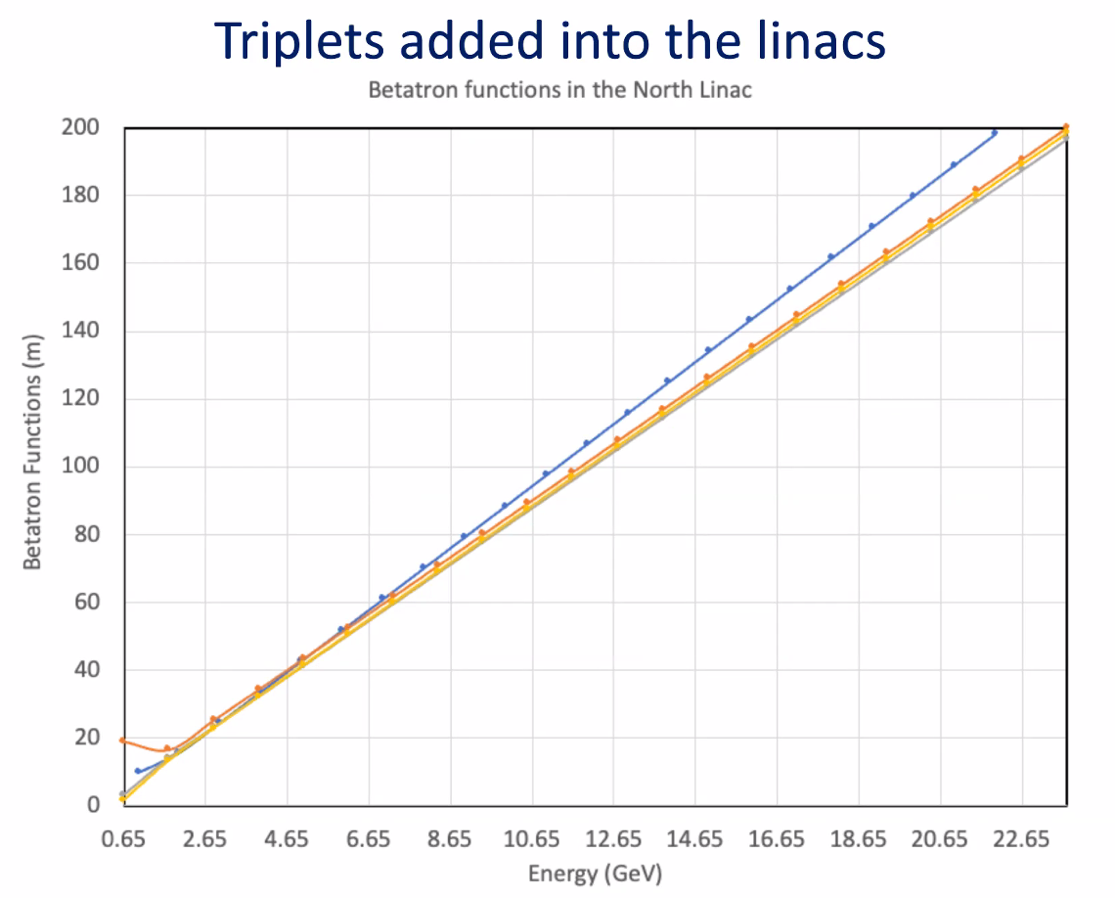 Triplets added into the linacs
Betatron functions in the North Linac
200
180
160
140
120
100
80
60
40
20
0
Betatron Functions (m)
0.65 2.65 4.65 6.65 8.65 10.65 12.65 14.65 16.65 18.65 20.65 22.65
Energy (GeV)